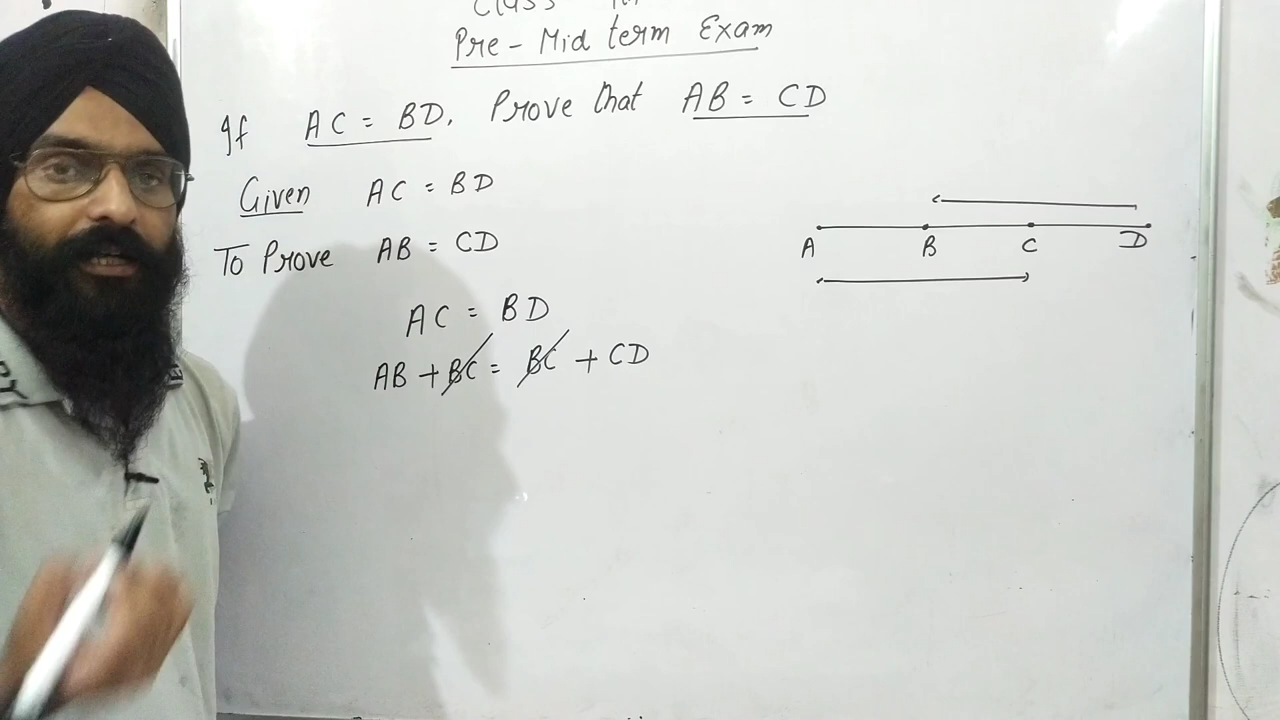 Class
Pre - Mid term Exam
If AC = BD, Prove that AB = CD
Given AC = BD
To Prove AB = CD
A B C D
AC = BD
AB + BC = BC + CD